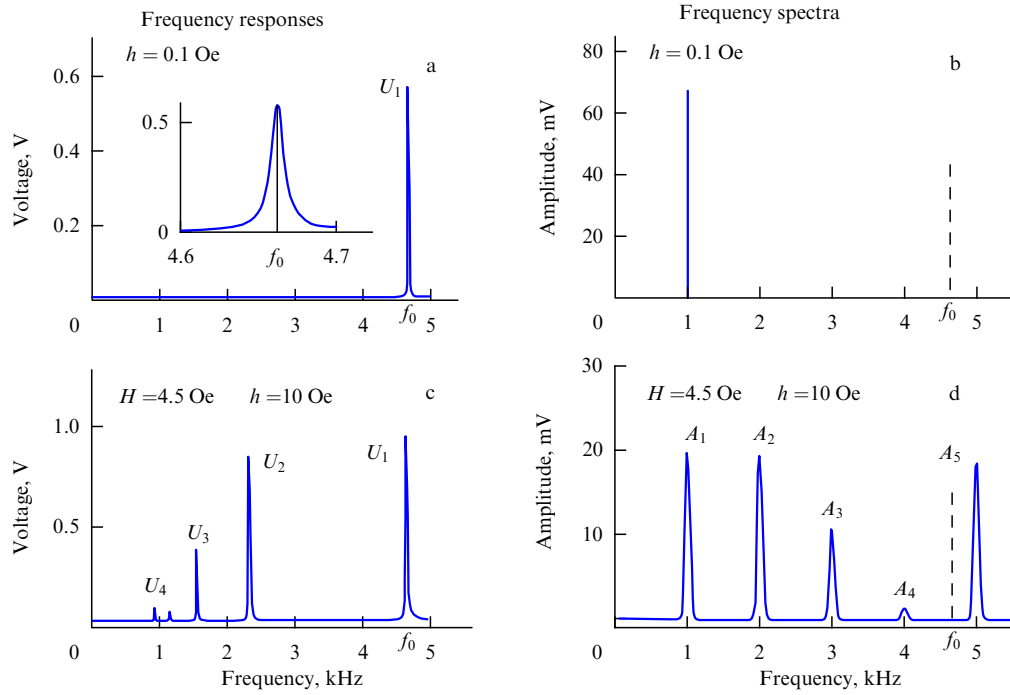 Frequency responses
h = 0.1 Oe
a
U1
Voltage, V
0.6
0.4
0.2
0
0.5
0
4.6
f0
4.7
1
2
3
4
f0
5
Frequency spectra
h = 0.1 Oe
b
Amplitude, mV
80
60
40
20
0
1
2
3
4
f0
5
H =4.5 Oe
h =10 Oe
c
U1
U2
U3
U4
Voltage, V
1.0
0.5
0
1
2
3
4
f0
5
Frequency, kHz
H =4.5 Oe
h =10 Oe
d
A1
A2
A3
A4
A5
Amplitude, mV
30
20
10
0
1
2
3
4
f0
5
Frequency, kHz